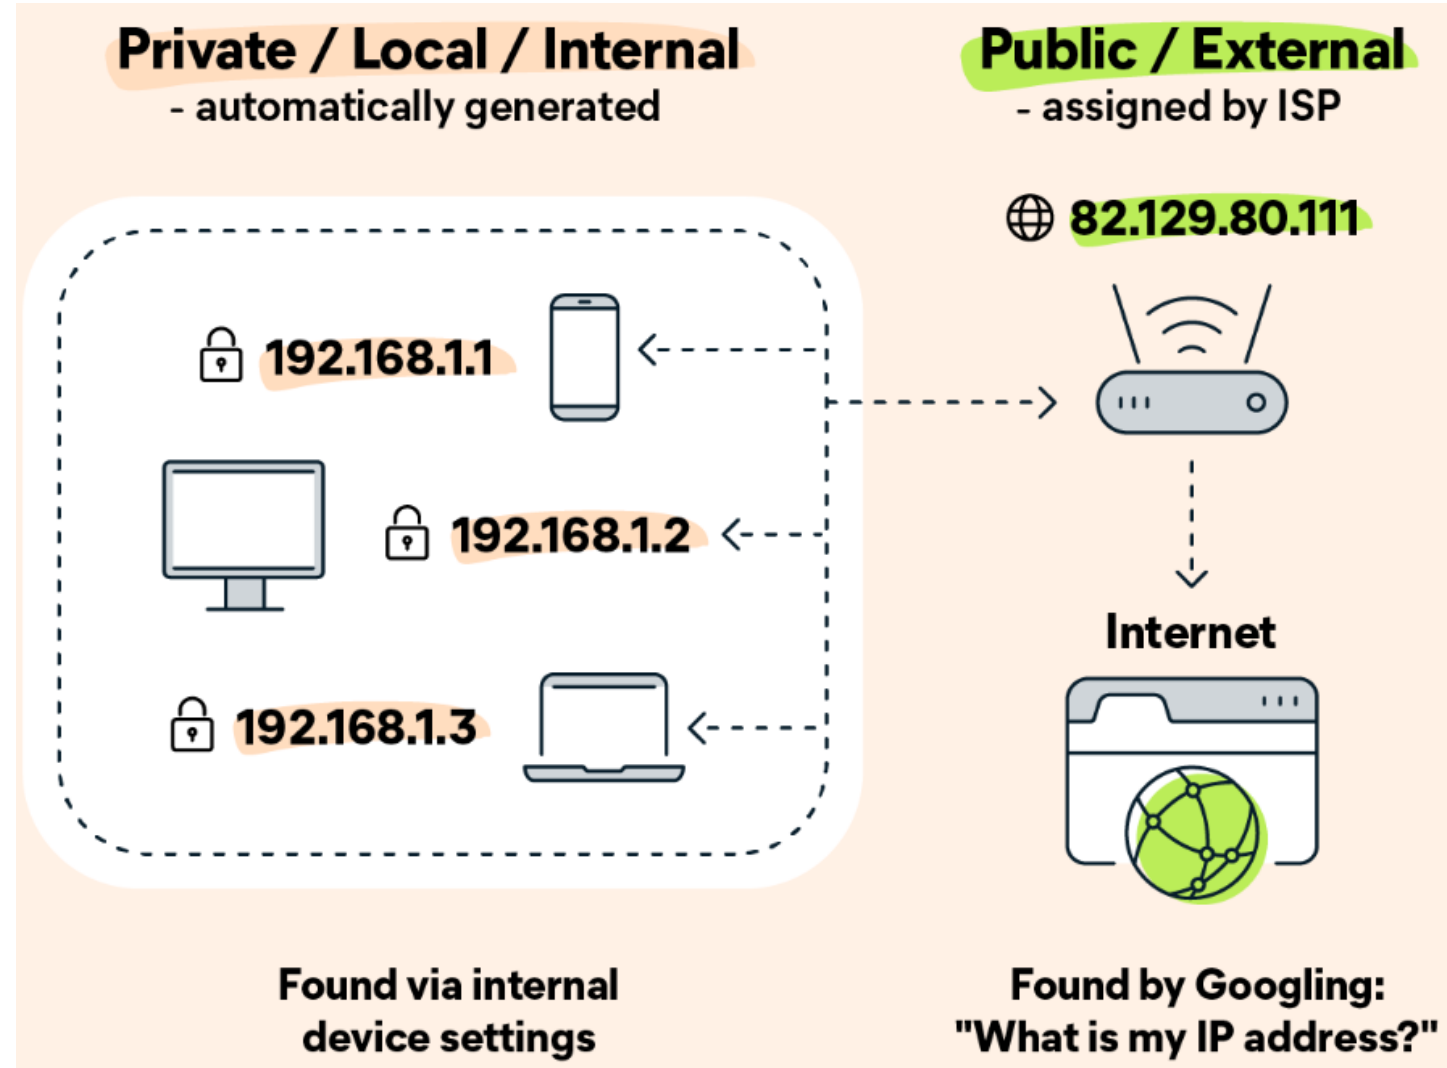 Private / Local / Internal
- automatically generated
192.168.1.1
192.168.1.2
192.168.1.3
Found via internal
device settings
Public / External
- assigned by ISP
82.129.80.111
Internet
Found by Googling:
"What is my IP address?"